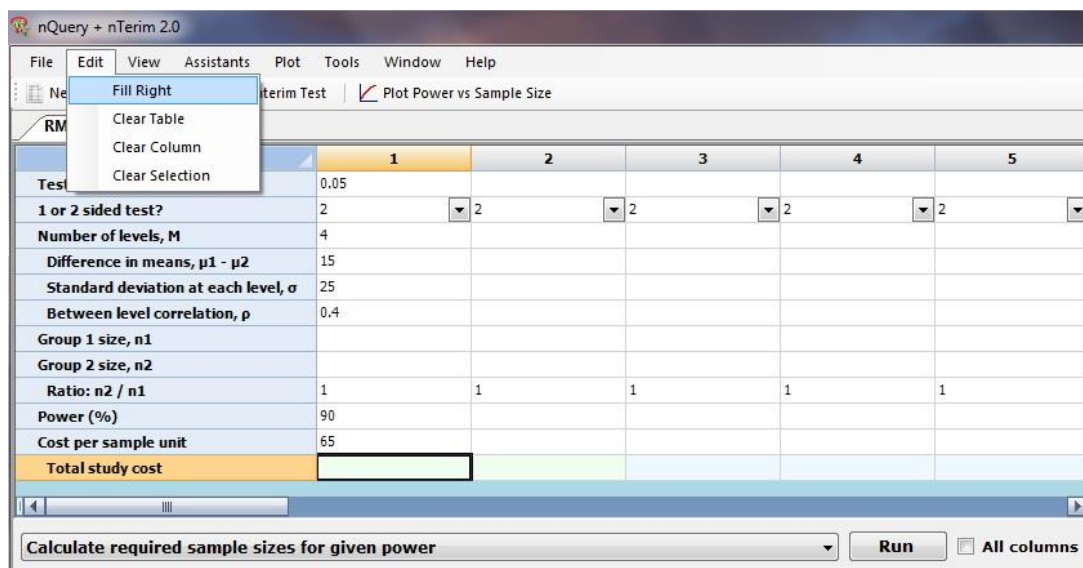 nQuery + nTerim 2.0
File Edit View Assistants Plot Tools Window Help
Ne Fill Right terim Test Plot Power vs Sample Size
Clear Table
RM
Clear Column
1 2 3 4 5
Clear Selection
Test 0.05
1 or 2 sided test? 2 2 2 2 2
Number of levels, M 4
Difference in means, µ1 - µ2 15
Standard deviation at each level, σ 25
Between level correlation, ρ 0.4
Group 1 size, n1
Group 2 size, n2
Ratio: n2 / n1 1 1 1 1 1
Power (%) 90
Cost per sample unit 65
Total study cost
Calculate required sample sizes for given power Run All columns